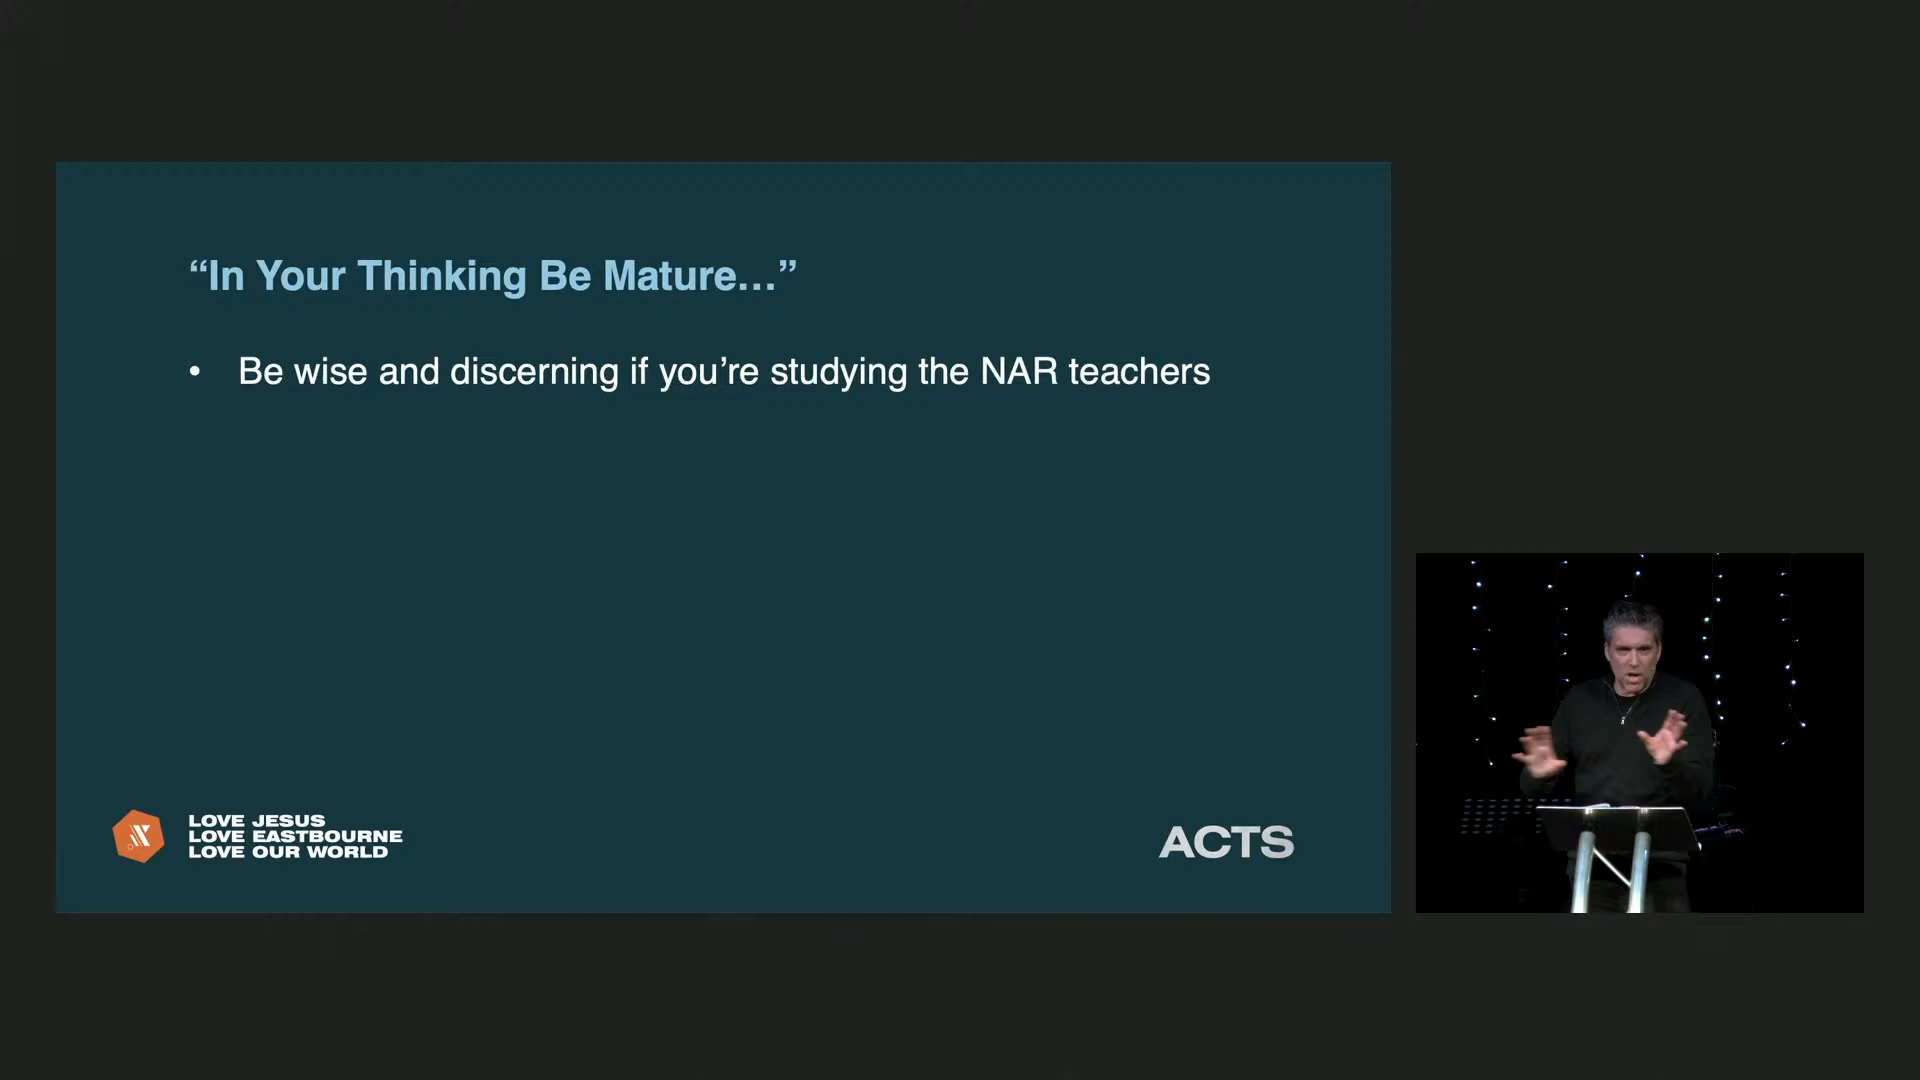 “In Your Thinking Be Mature…”
• Be wise and discerning if you’re studying the NAR teachers
LOVE JESUS
LOVE EASTBOURNE
LOVE OUR WORLD
ACTS